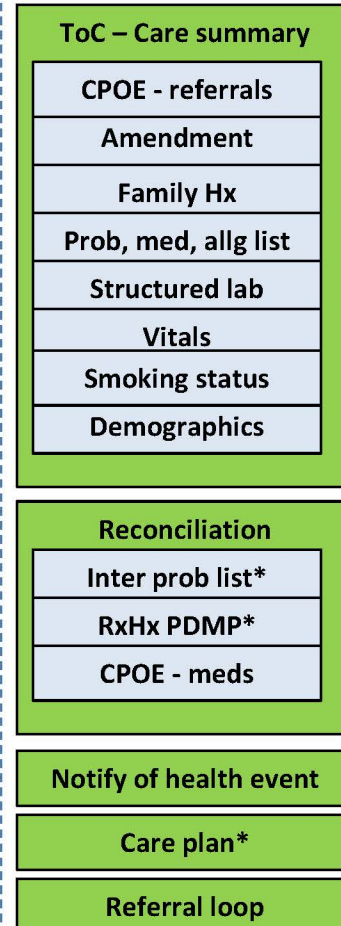 ToC – Care summary
CPOE - referrals
Amendment
Family Hx
Prob, med, allg list
Structured lab
Vitals
Smoking status
Demographics
Reconciliation
Inter prob list*
RxHx PDMP*
CPOE - meds
Notify of health event
Care plan*
Referral loop